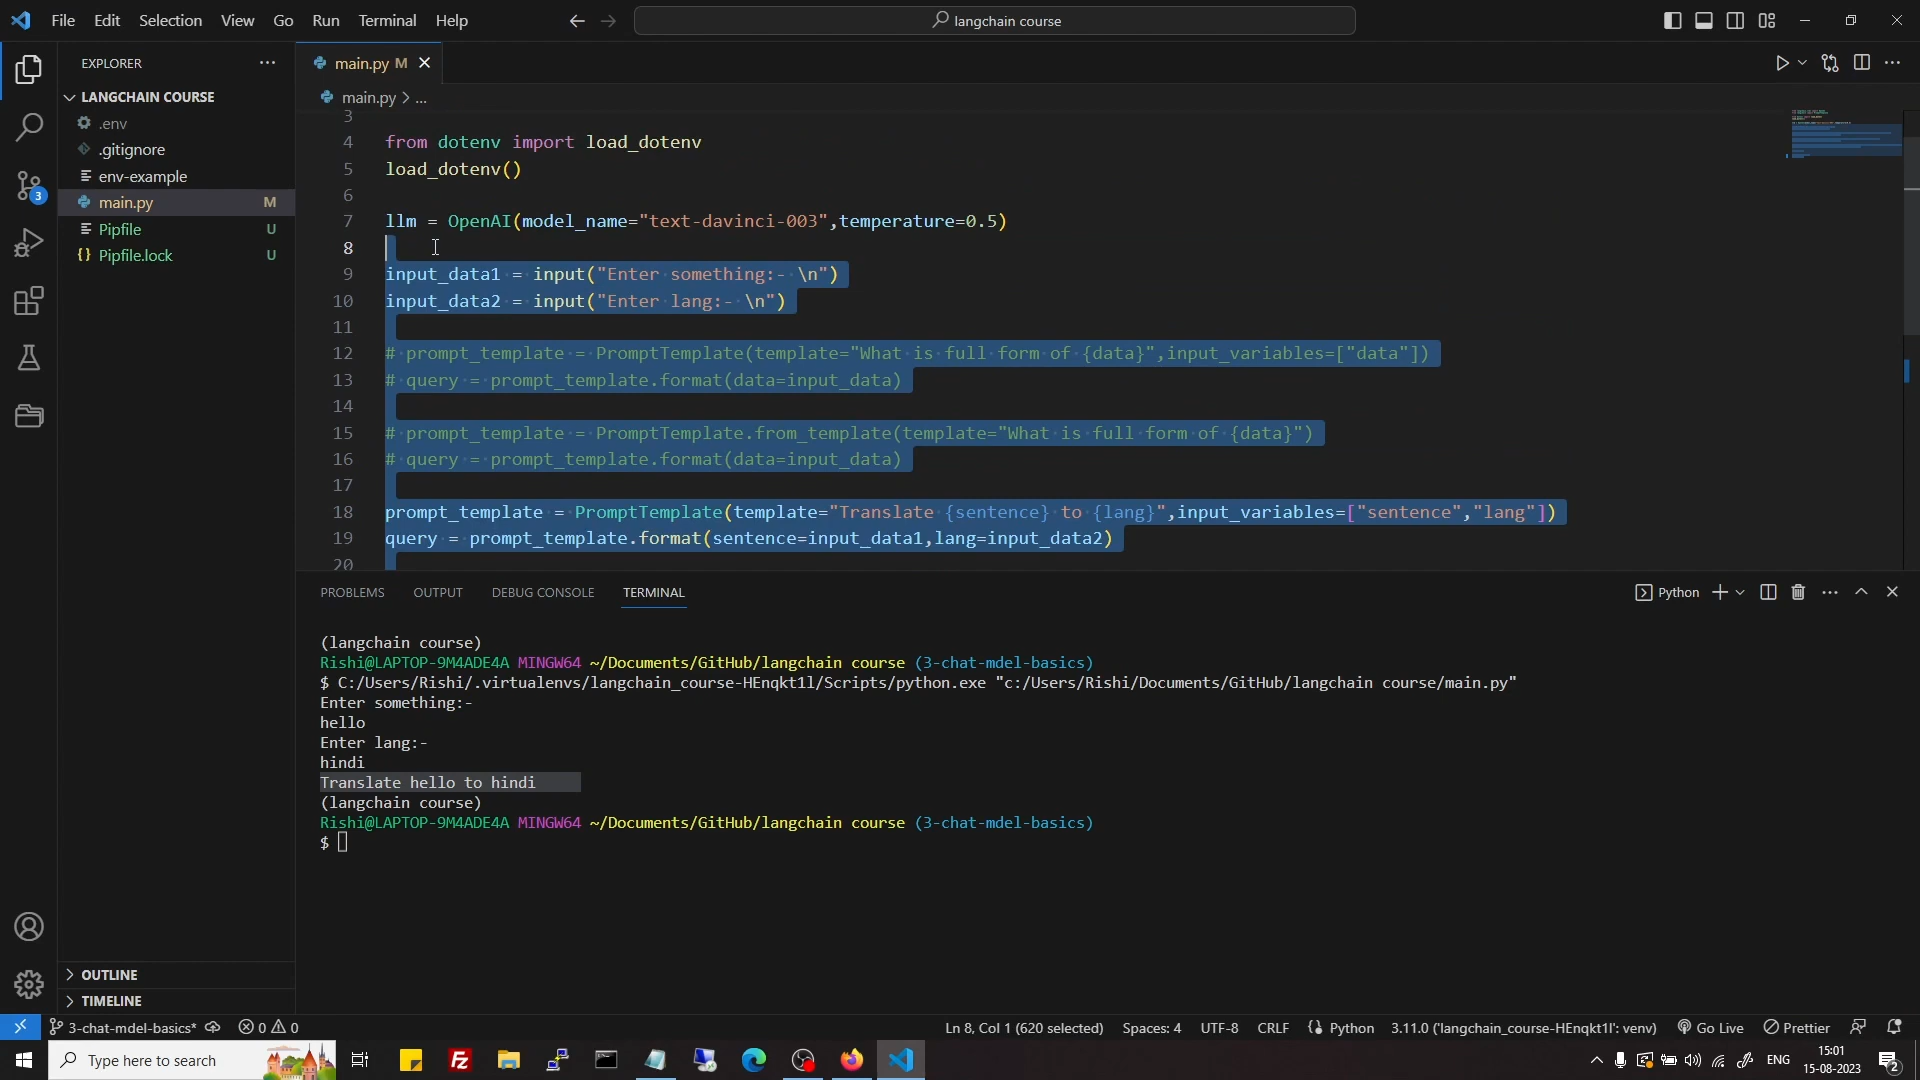 File Edit Selection View Go Run Terminal Help
langchain course
EXPLORER
LANGCHAIN COURSE
.env
.gitignore
env-example
main.py M
Pipfile U
Pipfile.lock U
3
OUTLINE
TIMELINE
main.py M
main.py > ...
3
4 from dotenv import load_dotenv
5 load_dotenv()
6
7 llm = OpenAI(model_name="text-davinci-003",temperature=0.5)
8
9 input_data1 = input("Enter something:- \n")
10 input_data2 = input("Enter lang:- \n")
11
12 # prompt_template = PromptTemplate(template="What is full form of {data}",input_variables=["data"])
13 # query = prompt_template.format(data=input_data)
14
15 # prompt_template = PromptTemplate.from_template(template="What is full form of {data}")
16 # query = prompt_template.format(data=input_data)
17
18 prompt_template = PromptTemplate(template="Translate {sentence} to {lang}",input_variables=["sentence","lang"])
19 query = prompt_template.format(sentence=input_data1,lang=input_data2)
20
PROBLEMS OUTPUT DEBUG CONSOLE TERMINAL
Python
(langchain course)
Rishi@LAPTOP-9M4ADE4A MINGW64 ~/Documents/GitHub/langchain course (3-chat-mdel-basics)
$ C:/Users/Rishi/.virtualenvs/langchain_course-HEnqkt1l/Scripts/python.exe "c:/Users/Rishi/Documents/GitHub/langchain course/main.py"
Enter something:-
hello
Enter lang:-
hindi
Translate hello to hindi
(langchain course)
Rishi@LAPTOP-9M4ADE4A MINGW64 ~/Documents/GitHub/langchain course (3-chat-mdel-basics)
$
3-chat-mdel-basics* 0 0
Ln 8, Col 1 (620 selected) Spaces: 4 UTF-8 CRLF Python 3.11.0 ('langchain_course-HEnqkt1l': venv) Go Live Prettier
Type here to search
ENG
15:01
15-08-2023
2